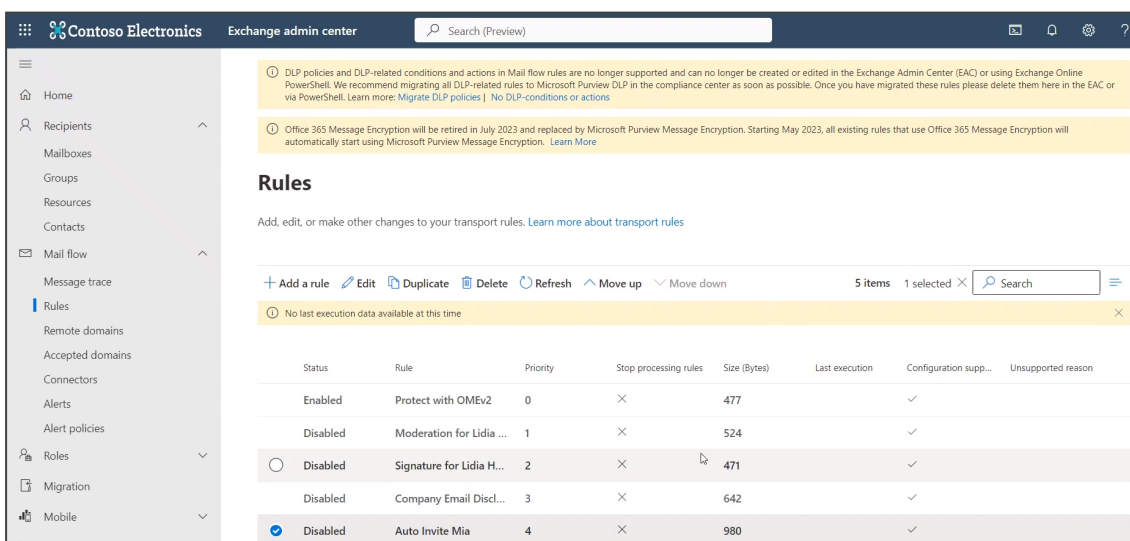 Contoso Electronics Exchange admin center Search (Preview) ?
DLP policies and DLP-related conditions and actions in Mail flow rules are no longer supported and can no longer be created or edited in the Exchange Admin Center (EAC) or using Exchange Online
PowerShell. We recommend migrating all DLP-related rules to Microsoft Purview DLP in the compliance center as soon as possible. Once you have migrated these rules please delete them here in the EAC or
via PowerShell. Learn more: Migrate DLP policies | No DLP-conditions or actions
Office 365 Message Encryption will be retired in July 2023 and replaced by Microsoft Purview Message Encryption. Starting May 2023, all existing rules that use Office 365 Message Encryption will
automatically start using Microsoft Purview Message Encryption. Learn More
Home
Recipients
Mailboxes
Groups
Resources
Contacts
Mail flow
Message trace
Rules
Remote domains
Accepted domains
Connectors
Alerts
Alert policies
Roles
Migration
Mobile
Rules
Add, edit, or make other changes to your transport rules. Learn more about transport rules
Add a rule Edit Duplicate Delete Refresh Move up Move down 5 items 1 selected Search
No last execution data available at this time
Status Rule Priority Stop processing rules Size (Bytes) Last execution Configuration supp... Unsupported reason
Enabled Protect with OMEv2 0 477
Disabled Moderation for Lidia ... 1 524
Disabled Signature for Lidia H... 2 471
Disabled Company Email Discl... 3 642
Disabled Auto Invite Mia 4 980